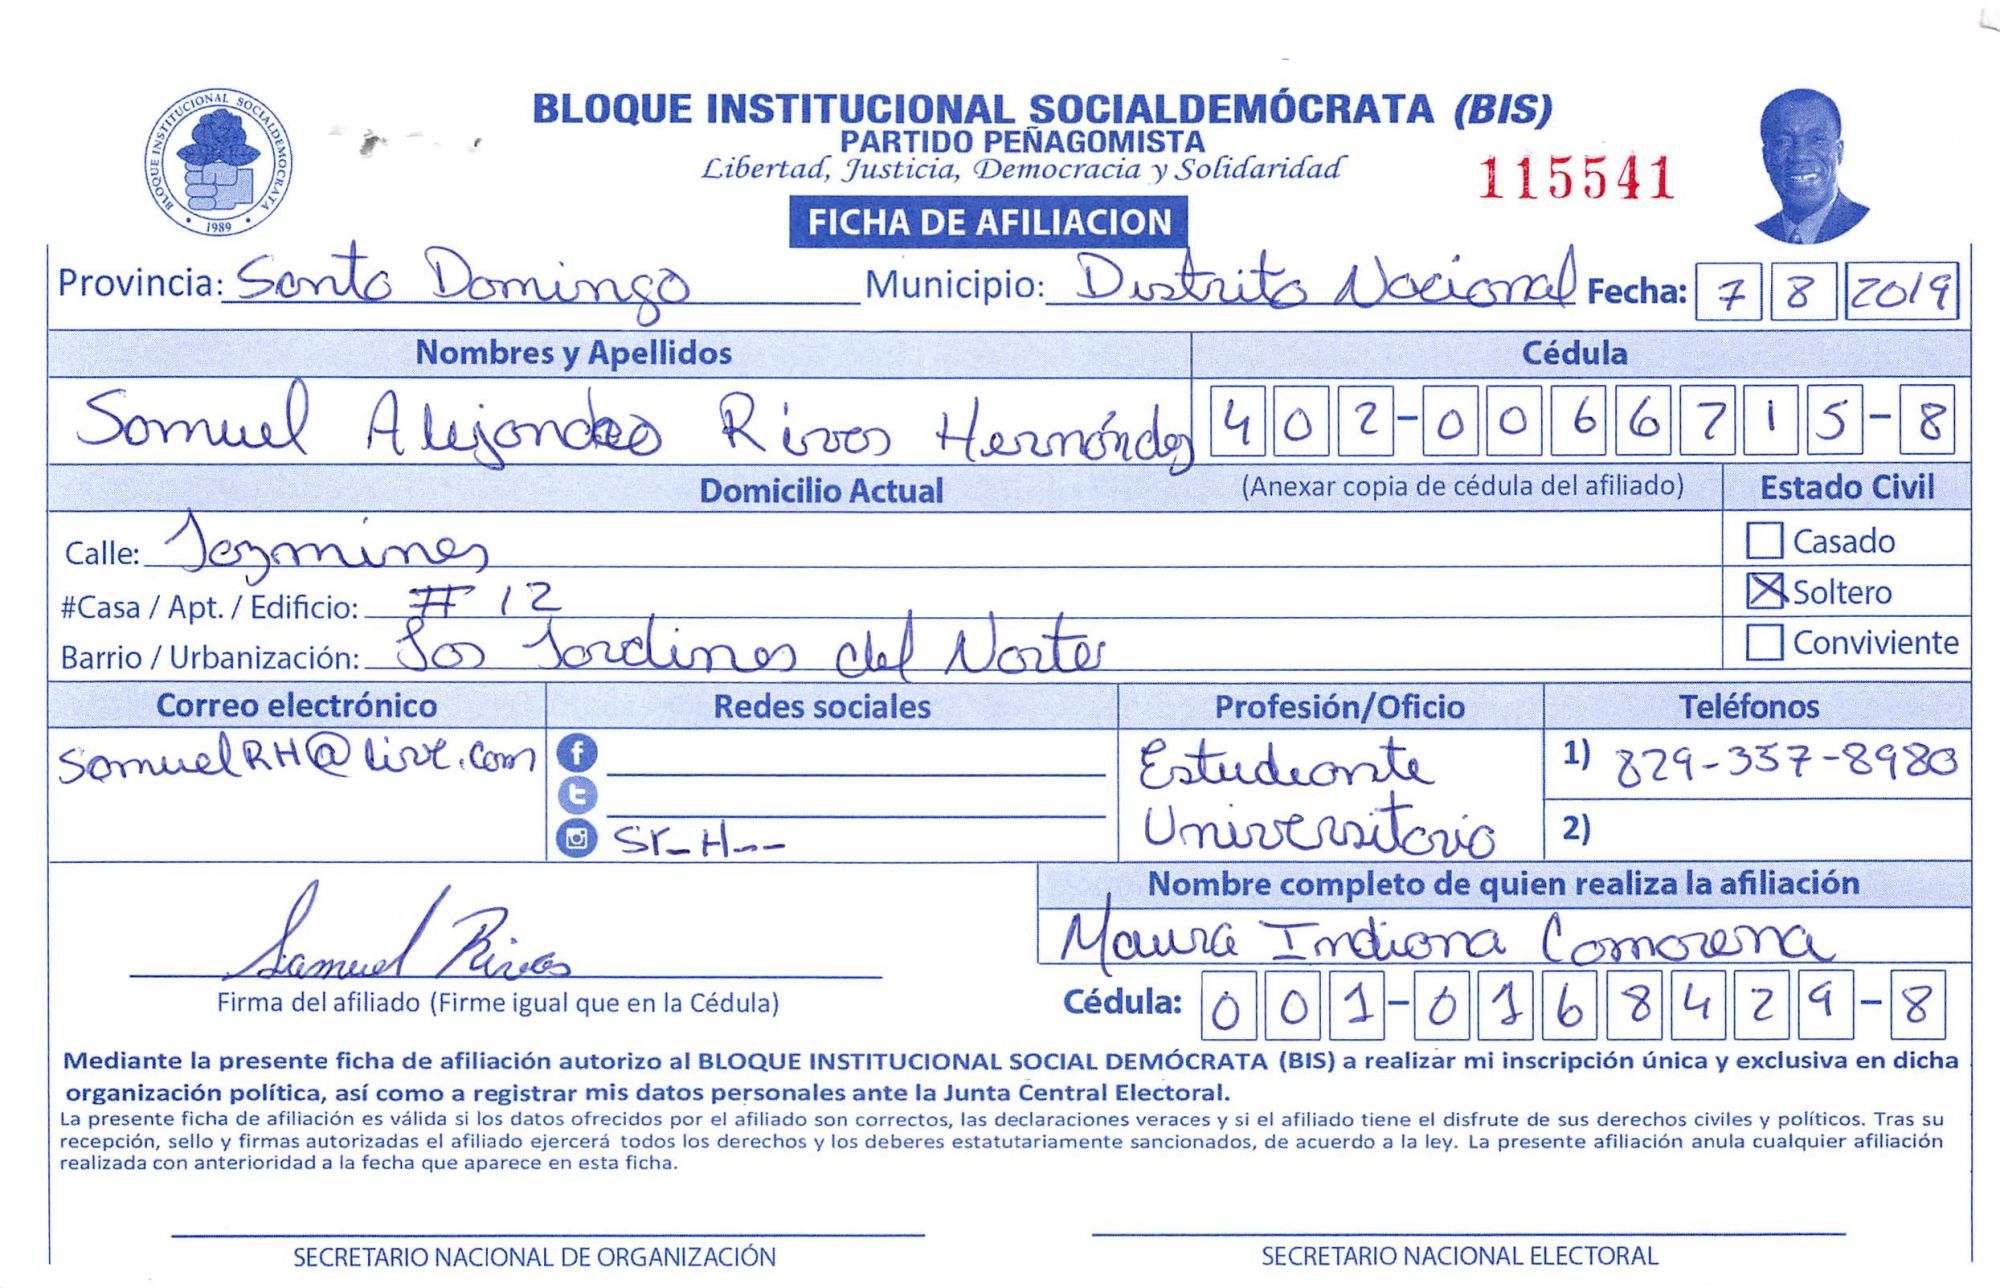 BLOQUE INSTITUCIONAL SOCIALDEMÓCRATA
1989
BLOQUE INSTITUCIONAL SOCIALDEMÓCRATA (BIS)
PARTIDO PEÑAGOMISTA
Libertad, Justicia, Democracia y Solidaridad
115541
FICHA DE AFILIACION
Provincia: Santo Domingo Municipio: Distrito Nacional Fecha: 7 8 2019
Nombres y Apellidos Cédula
Samuel Alejandro Rivas Hernández 402-0066715-8
Domicilio Actual (Anexar copia de cédula del afiliado) Estado Civil
Calle: Jazmines Casado
#Casa / Apt. / Edificio: # 12 Soltero
Barrio / Urbanización: Los Jardines del Norte Conviviente
Correo electrónico Redes sociales Profesión/Oficio Teléfonos
samuelRH@live.com Estudiante 1) 829-337-8980
sr_H-- Universitario 2)
Nombre completo de quien realiza la afiliación
Samuel Rivas Maura Indiana Camarena
Firma del afiliado (Firme igual que en la Cédula) Cédula: 001-0168429-8
Mediante la presente ficha de afiliación autorizo al BLOQUE INSTITUCIONAL SOCIAL DEMÓCRATA (BIS) a realizar mi inscripción única y exclusiva en dicha
organización política, así como a registrar mis datos personales ante la Junta Central Electoral.
La presente ficha de afiliación es válida si los datos ofrecidos por el afiliado son correctos, las declaraciones veraces y si el afiliado tiene el disfrute de sus derechos civiles y políticos. Tras su
recepción, sello y firmas autorizadas el afiliado ejercerá todos los derechos y los deberes estatutariamente sancionados, de acuerdo a la ley. La presente afiliación anula cualquier afiliación
realizada con anterioridad a la fecha que aparece en esta ficha.
SECRETARIO NACIONAL DE ORGANIZACIÓN SECRETARIO NACIONAL ELECTORAL